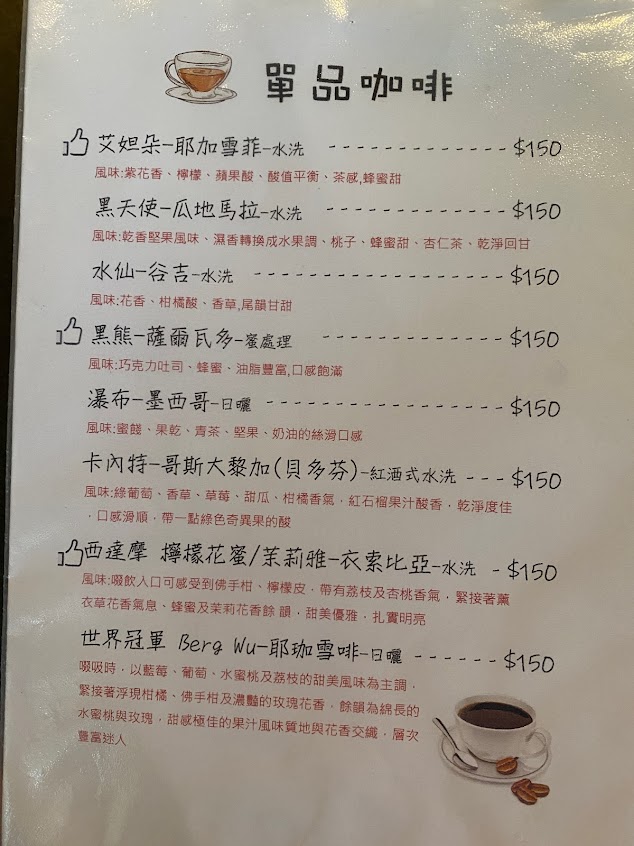 單品咖啡
艾妲朵-耶加雪菲-水洗 ------------- $150
風味:紫花香、檸檬、蘋果酸、酸值平衡、茶感,蜂蜜甜
黑天使-瓜地馬拉-水洗 ------------- $150
風味:乾香堅果風味、濕香轉換成水果調、桃子、蜂蜜甜、杏仁茶、乾淨回甘
水仙-谷吉-水洗 ------------------ $150
風味:花香、柑橘酸、香草,尾韻甘甜
黑熊-薩爾瓦多-蜜處理 ------------- $150
風味:巧克力吐司、蜂蜜、油脂豐富,口感飽滿
瀑布-墨西哥-日曬 ----------------- $150
風味:蜜餞、果乾、青茶、堅果、奶油的絲滑口感
卡內特-哥斯大黎加(貝多芬)-紅酒式水洗 --- $150
風味:綠葡萄、香草、草莓、甜瓜、柑橘香氣，紅石榴果汁酸香，乾淨度佳
，口感滑順，帶一點綠色奇異果的酸
西達摩 檸檬花蜜/茉莉雅-衣索比亞-水洗 - $150
風味:啜飲入口可感受到佛手柑、檸檬皮，帶有荔枝及杏桃香氣，緊接著薰
衣草花香氣息、蜂蜜及茉莉花香餘 韻，甜美優雅，扎實明亮
世界冠軍 Berg Wu-耶珈雪啡-日曬 ------ $150
啜吸時，以藍莓、葡萄、水蜜桃及荔枝的甜美風味為主調，
緊接著浮現柑橘、佛手柑及濃豔的玫瑰花香，餘韻為綿長的
水蜜桃與玫瑰，甜感極佳的果汁風味質地與花香交織，層次
豐富迷人